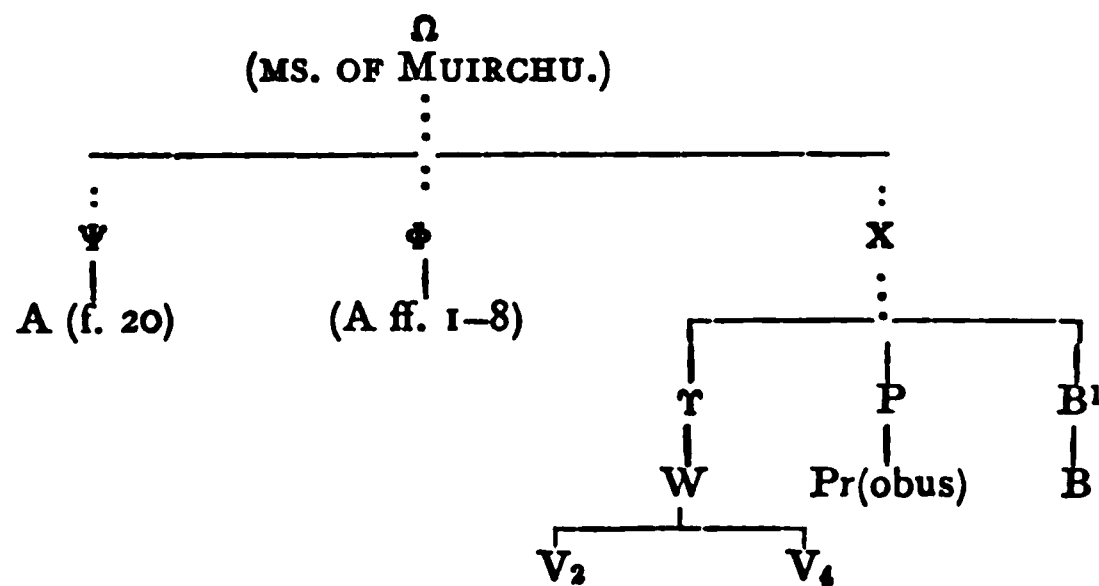 Ω
(MS. OF MUIRCHU.)
Ψ Φ X
A (f. 20) (A ff. 1–8)
ϒ P B¹
W Pr(obus) B
V₂ V₄